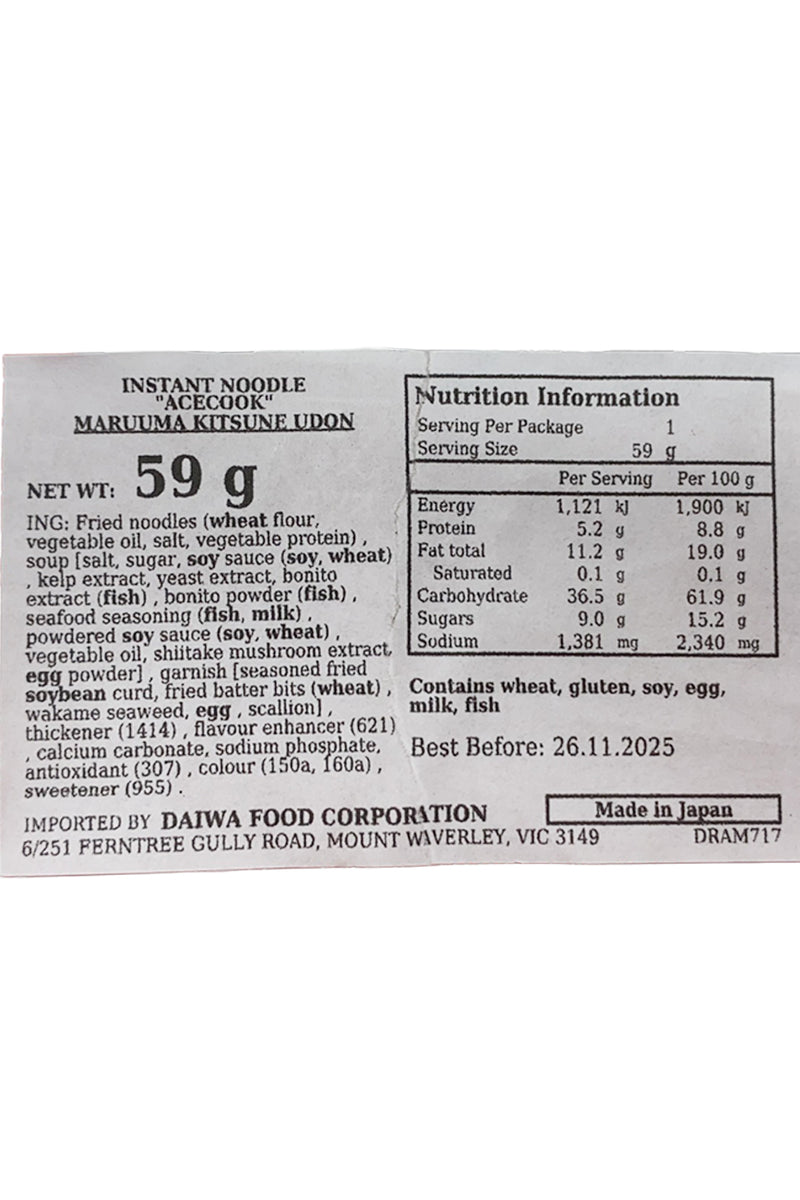 INSTANT NOODLE
"ACECOOK"
MARUUMA KITSUNE UDON
NET WT: 59 g
ING: Fried noodles (wheat flour,
vegetable oil, salt, vegetable protein) ,
soup [salt, sugar, soy sauce (soy, wheat)
, kelp extract, yeast extract, bonito
extract (fish) , bonito powder (fish) ,
seafood seasoning (fish, milk) ,
powdered soy sauce (soy, wheat) ,
vegetable oil, shiitake mushroom extract,
egg powder] , garnish [seasoned fried
soybean curd, fried batter bits (wheat) ,
wakame seaweed, egg , scallion] ,
thickener (1414) , flavour enhancer (621)
, calcium carbonate, sodium phosphate,
antioxidant (307) , colour (150a, 160a) ,
sweetener (955) .
Nutrition Information
Serving Per Package 1
Serving Size 59 g
Per Serving Per 100 g
Energy 1,121 kJ 1,900 kJ
Protein 5.2 g 8.8 g
Fat total 11.2 g 19.0 g
Saturated 0.1 g 0.1 g
Carbohydrate 36.5 g 61.9 g
Sugars 9.0 g 15.2 g
Sodium 1,381 mg 2,340 mg
Contains wheat, gluten, soy, egg,
milk, fish
Best Before: 26.11.2025
Made in Japan
IMPORTED BY DAIWA FOOD CORPORATION
6/251 FERNTREE GULLY ROAD, MOUNT WAVERLEY, VIC 3149 DRAM717